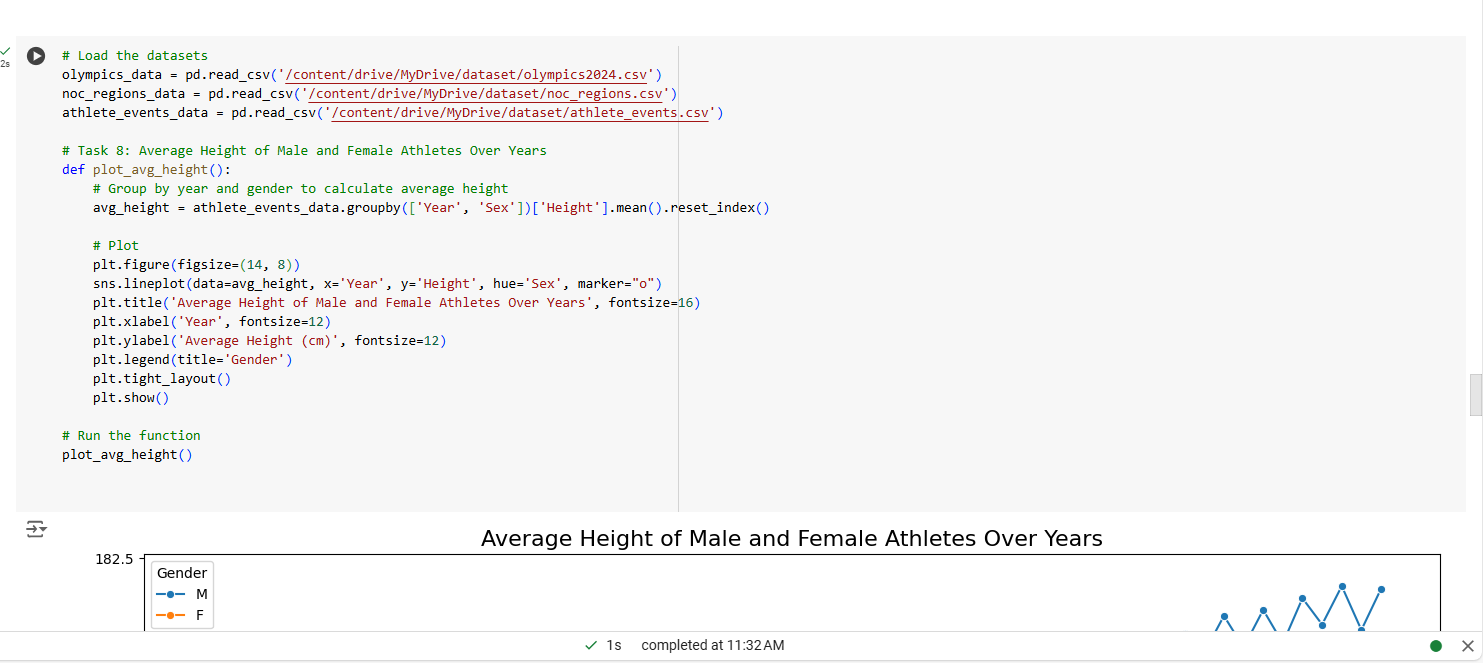 2s
# Load the datasets
olympics_data = pd.read_csv('/content/drive/MyDrive/dataset/olympics2024.csv')
noc_regions_data = pd.read_csv('/content/drive/MyDrive/dataset/noc_regions.csv')
athlete_events_data = pd.read_csv('/content/drive/MyDrive/dataset/athlete_events.csv')
# Task 8: Average Height of Male and Female Athletes Over Years
def plot_avg_height():
# Group by year and gender to calculate average height
avg_height = athlete_events_data.groupby(['Year', 'Sex'])['Height'].mean().reset_index()
# Plot
plt.figure(figsize=(14, 8))
sns.lineplot(data=avg_height, x='Year', y='Height', hue='Sex', marker="o")
plt.title('Average Height of Male and Female Athletes Over Years', fontsize=16)
plt.xlabel('Year', fontsize=12)
plt.ylabel('Average Height (cm)', fontsize=12)
plt.legend(title='Gender')
plt.tight_layout()
plt.show()
# Run the function
plot_avg_height()
Average Height of Male and Female Athletes Over Years
182.5
Gender
M
F
1s completed at 11:32 AM